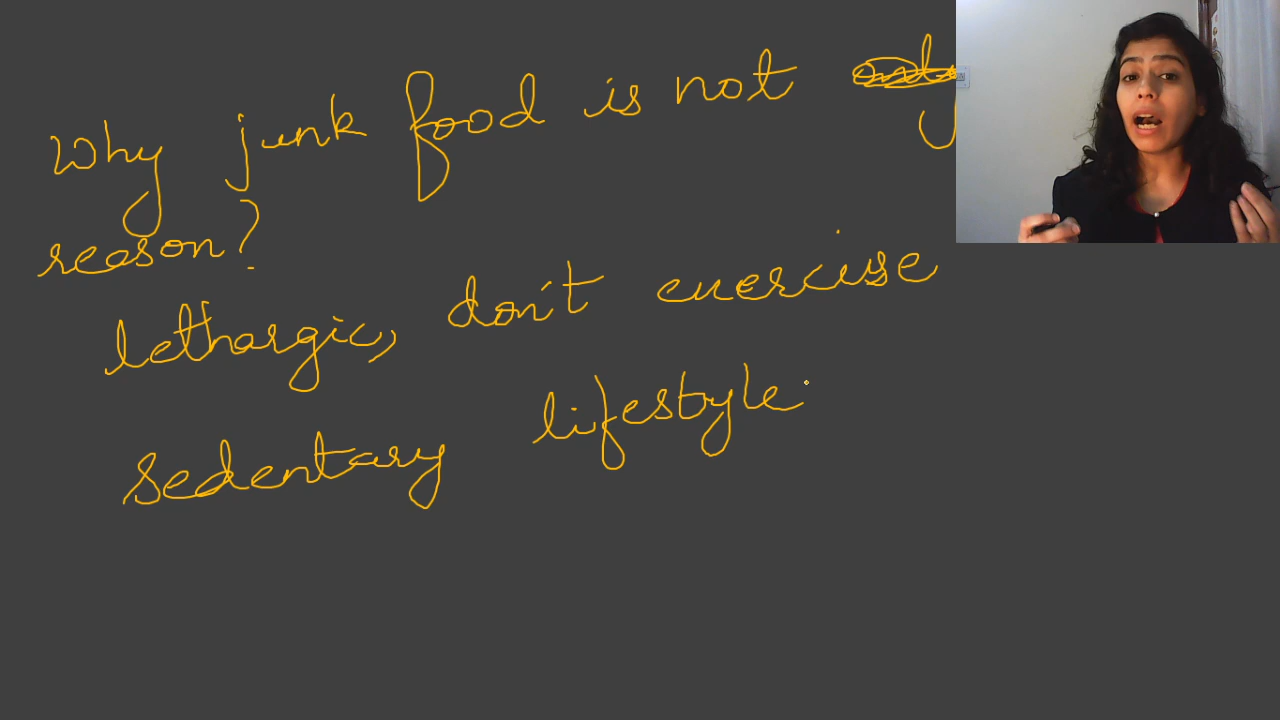 Why junk food is not
reason?
lethargic, don't exercise
sedentary lifestyle